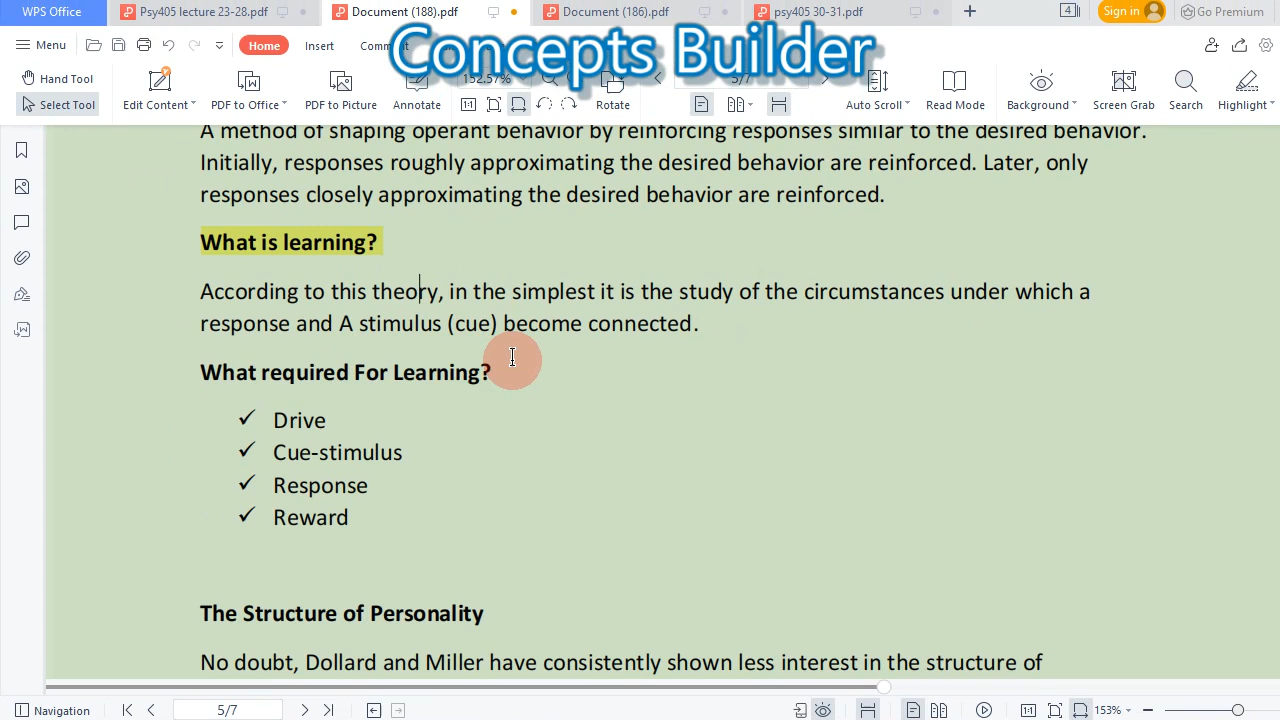 WPS Office
Psy405 lecture 23-28.pdf
Document (188).pdf
Document (186).pdf
psy405 30-31.pdf
4
Sign in
Go Premium
Menu
Home
Insert
Concepts Builder
Hand Tool
Select Tool
Edit Content
PDF to Office
PDF to Picture
Annotate
152.57%
5/7
Rotate
Auto Scroll
Read Mode
Background
Screen Grab
Search
Highlight
A method of shaping operant behavior by reinforcing responses similar to the desired behavior.
Initially, responses roughly approximating the desired behavior are reinforced. Later, only
responses closely approximating the desired behavior are reinforced.
What is learning?
According to this theory, in the simplest it is the study of the circumstances under which a
response and A stimulus (cue) become connected.
What required For Learning?
✓ Drive
✓ Cue-stimulus
✓ Response
✓ Reward
The Structure of Personality
No doubt, Dollard and Miller have consistently shown less interest in the structure of
Navigation
5/7
1:1
153%